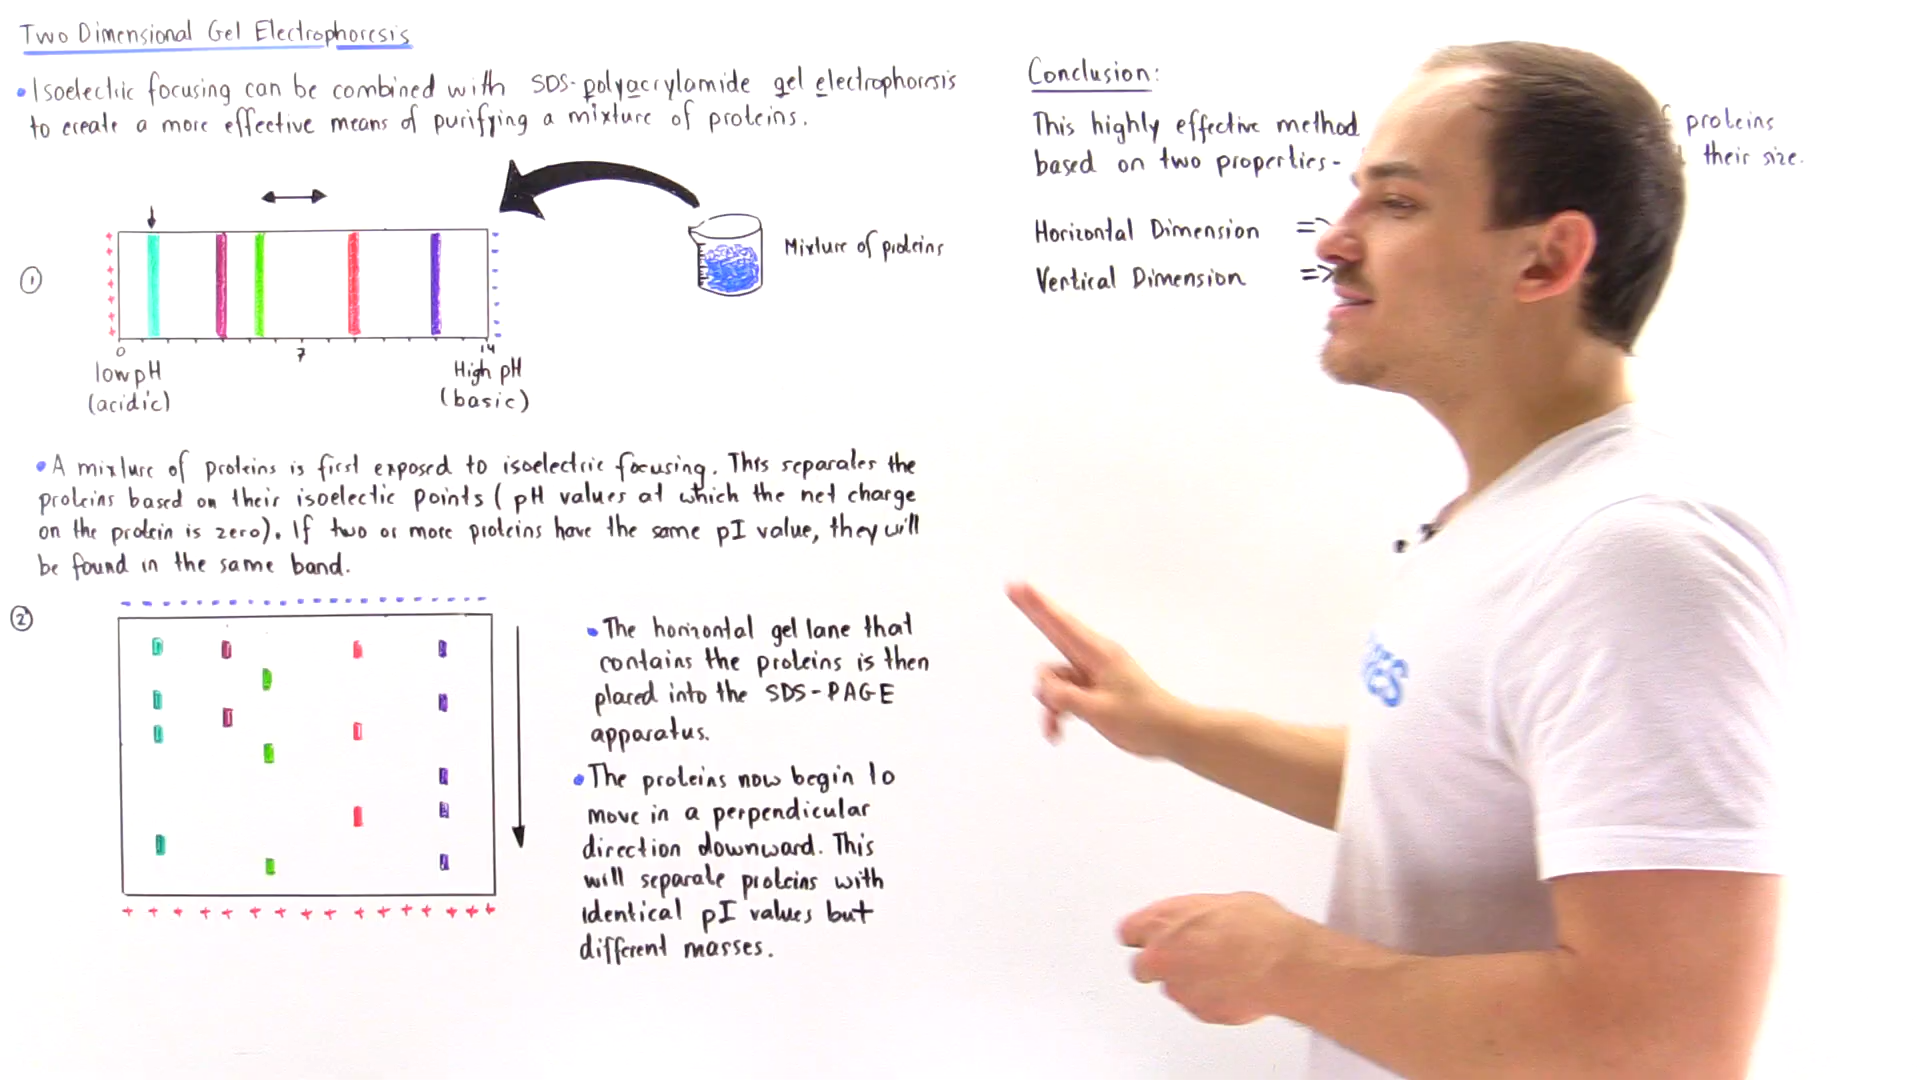 Two Dimensional Gel Electrophoresis
• Isoelectric focusing can be combined with SDS-polyacrylamide gel electrophoresis
to create a more effective means of purifying a mixture of proteins.
Mixture of proteins
1
0 7 14
low pH High pH
(acidic) (basic)
• A mixture of proteins is first exposed to isoelectric focusing. This separates the
proteins based on their isoelectic points (pH values at which the net charge
on the protein is zero). If two or more proteins have the same pI value, they will
be found in the same band.
2
• The horizontal gel lane that
contains the proteins is then
placed into the SDS-PAGE
apparatus.
• The proteins now begin to
move in a perpendicular
direction downward. This
will separate proteins with
identical pI values but
different masses.
Conclusion:
This highly effective method proteins
based on two properties- their size.
Horizontal Dimension =>
Vertical Dimension =>